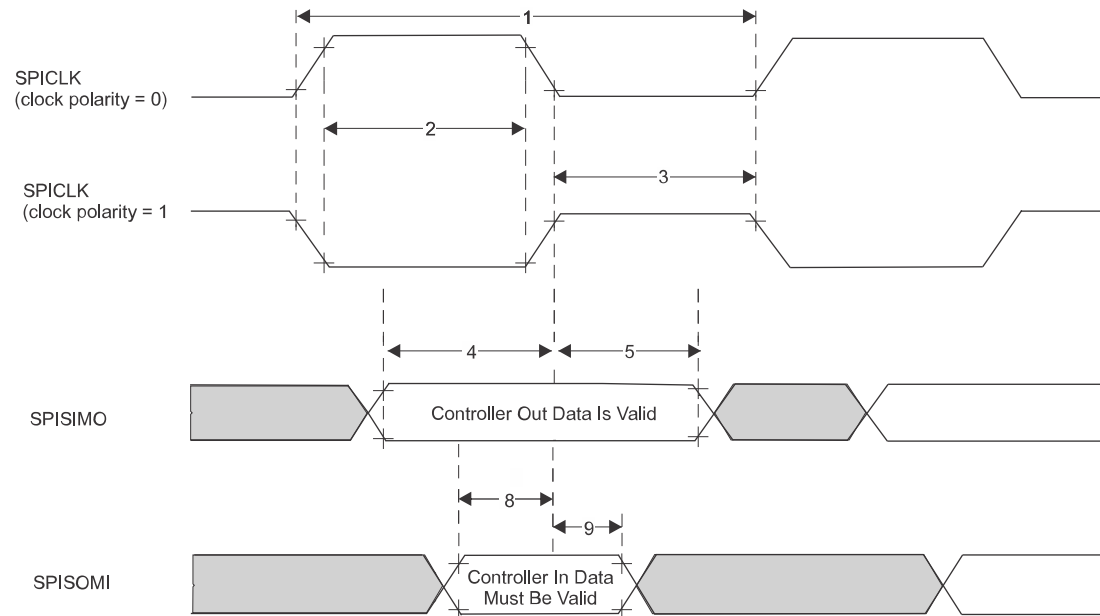 1
SPICLK
(clock polarity = 0)
2
3
SPICLK
(clock polarity = 1
4
5
SPISIMO
Controller Out Data Is Valid
8
9
SPISOMI
Controller In Data
Must Be Valid